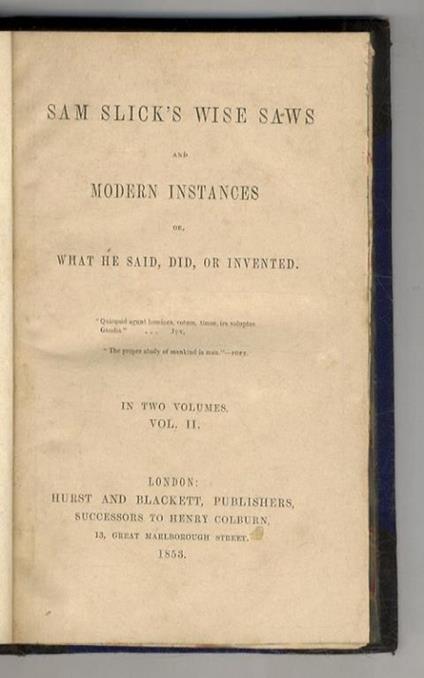 SAM SLICK'S WISE SAWS
AND
MODERN INSTANCES
OR,
WHAT HE SAID, DID, OR INVENTED.
"Quicquid agunt homines, votum, timor, ira voluptas
Gaudia" . . . Juv.
"The proper study of mankind is man."—POPE.
IN TWO VOLUMES.
VOL. II.
LONDON:
HURST AND BLACKETT, PUBLISHERS,
SUCCESSORS TO HENRY COLBURN,
13, GREAT MARLBOROUGH STREET.
1853.